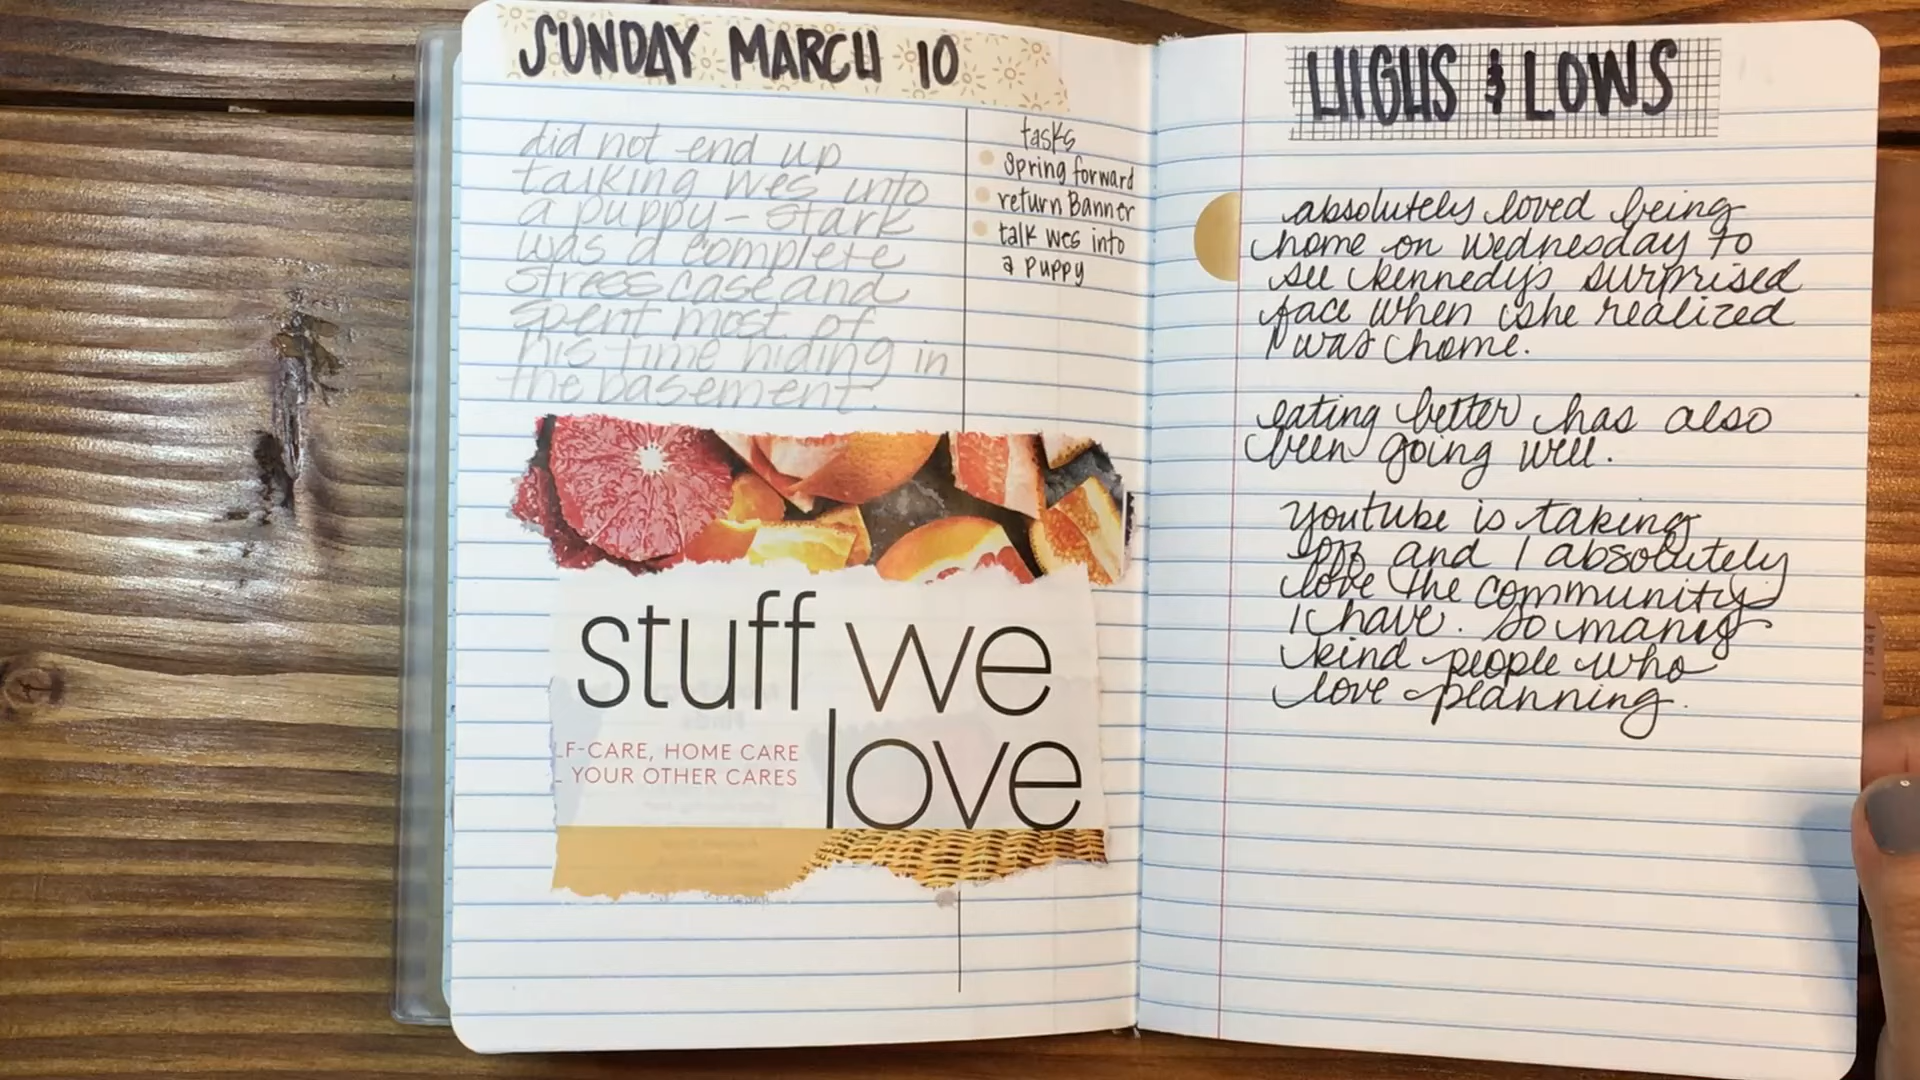 SUNDAY MARCH 10
did not end up
talking wes into
a puppy - stark
was a complete
stress case and
spent most of
his time hiding in
the basement.
tasks
spring forward
return Banner
talk wes into
a puppy
stuff we
love
LF-CARE, HOME CARE
YOUR OTHER CARES
HIGHS & LOWS
absolutely loved being
home on wednesday to
see kennedy's surprised
face when she realized
I was home.
eating better has also
been going well.
youtube is taking
off and I absolutely
love the community
I have. so many
kind people who
love planning.